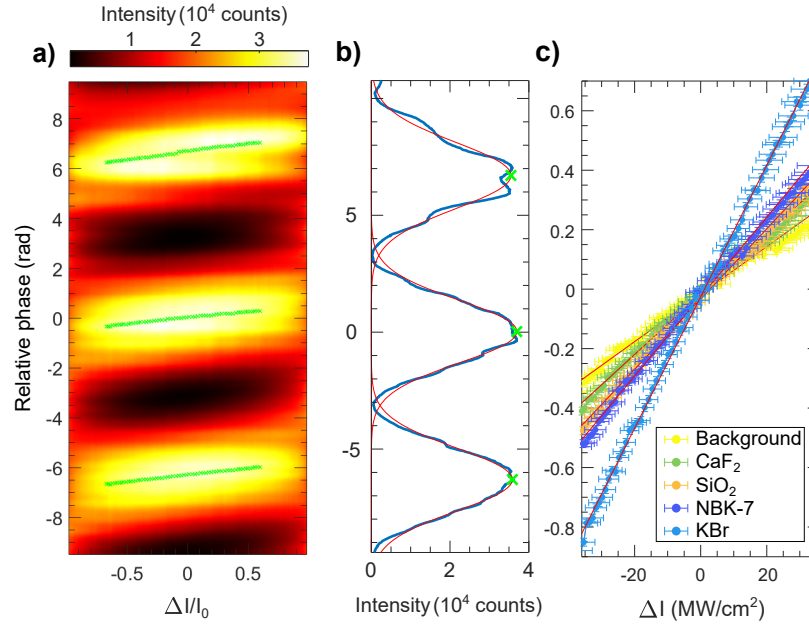 Intensity (10⁴ counts)
1 2 3
a) b) c)
8
6
4
2
0
-2
-4
-6
-8
Relative phase (rad)
-0.5 0 0.5
ΔI/I₀
5
0
-5
0 1 2 3 4
Intensity (10⁴ counts)
0.6
0.4
0.2
0
-0.2
-0.4
-0.6
-0.8
Background
CaF₂
SiO₂
NBK-7
KBr
-20 0 20
ΔI (MW/cm²)